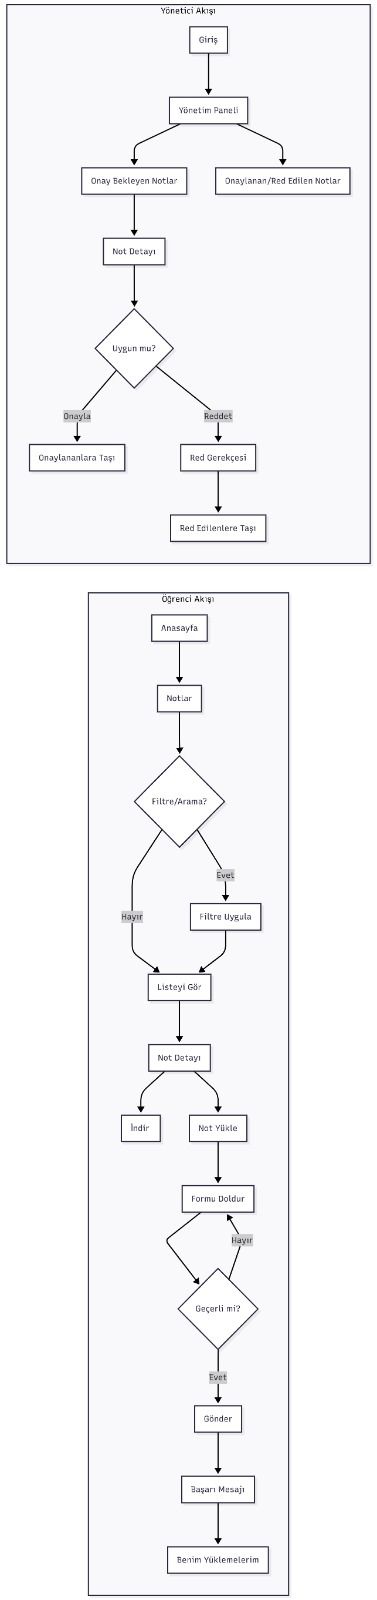 Yönetici Akışı
Giriş
Yönetim Paneli
Onay Bekleyen Notlar
Onaylanan/Red Edilen Notlar
Not Detayı
Uygun mu?
Onayla
Reddet
Onaylananlara Taşı
Red Gerekçesi
Red Edilenlere Taşı
Öğrenci Akışı
Anasayfa
Notlar
Filtre/Arama?
Evet
Hayır
Filtre Uygula
Listeyi Gör
Not Detayı
İndir
Not Yükle
Formu Doldur
Hayır
Geçerli mi?
Evet
Gönder
Başarı Mesajı
Benim Yüklemelerim